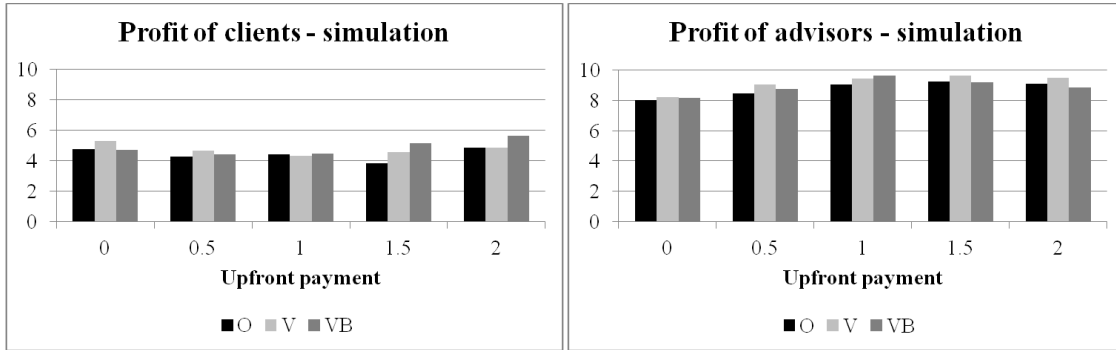 Profit of clients - simulation
10
8
6
4
2
0
0 0.5 1 1.5 2
Upfront payment
O V VB
Profit of advisors - simulation
10
8
6
4
2
0
0 0.5 1 1.5 2
Upfront payment
O V VB